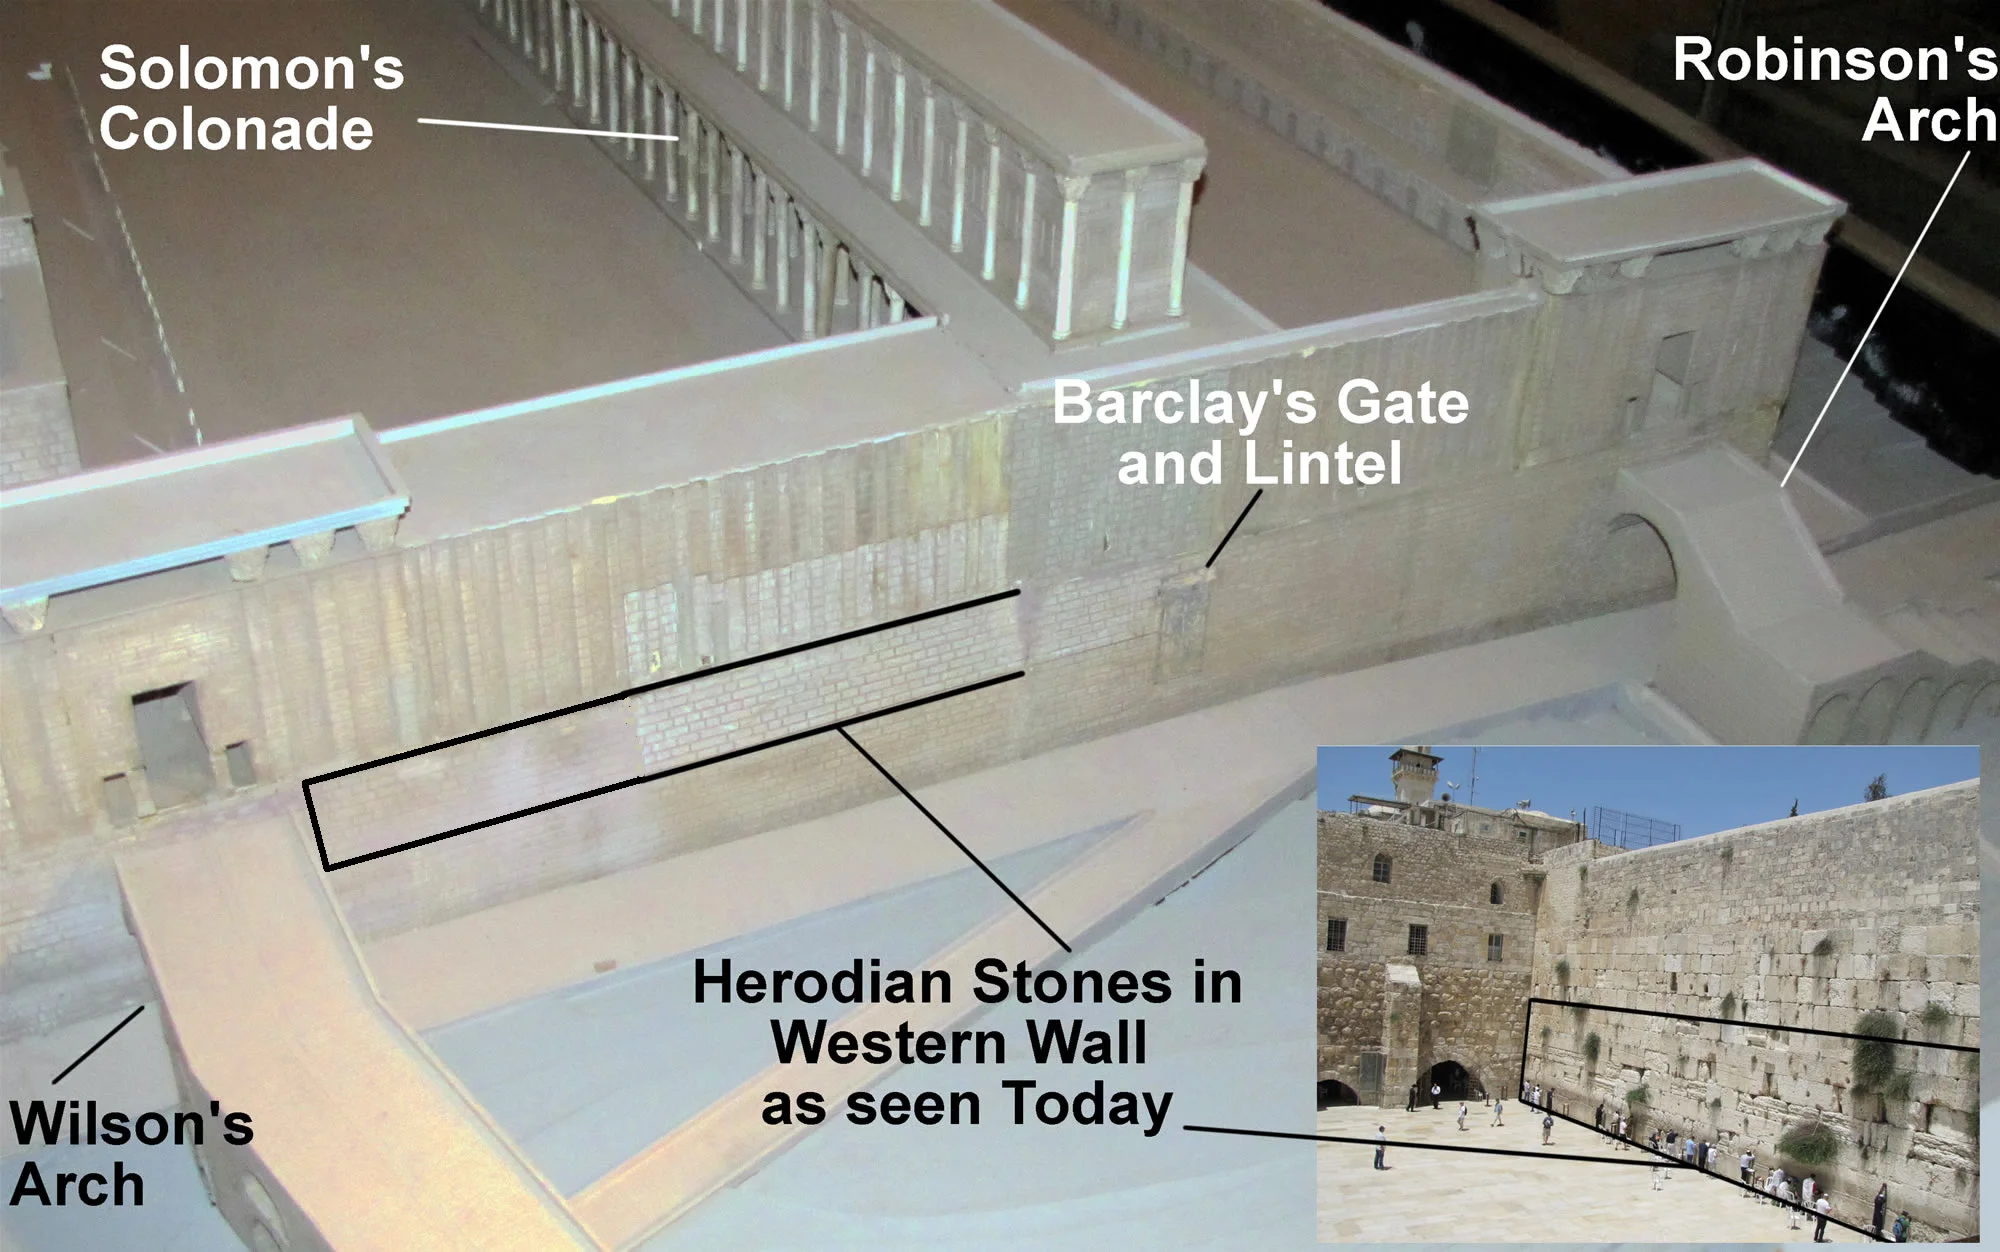 Solomon's
Colonade
Robinson's
Arch
Barclay's Gate
and Lintel
Herodian Stones in
Western Wall
as seen Today
Wilson's
Arch